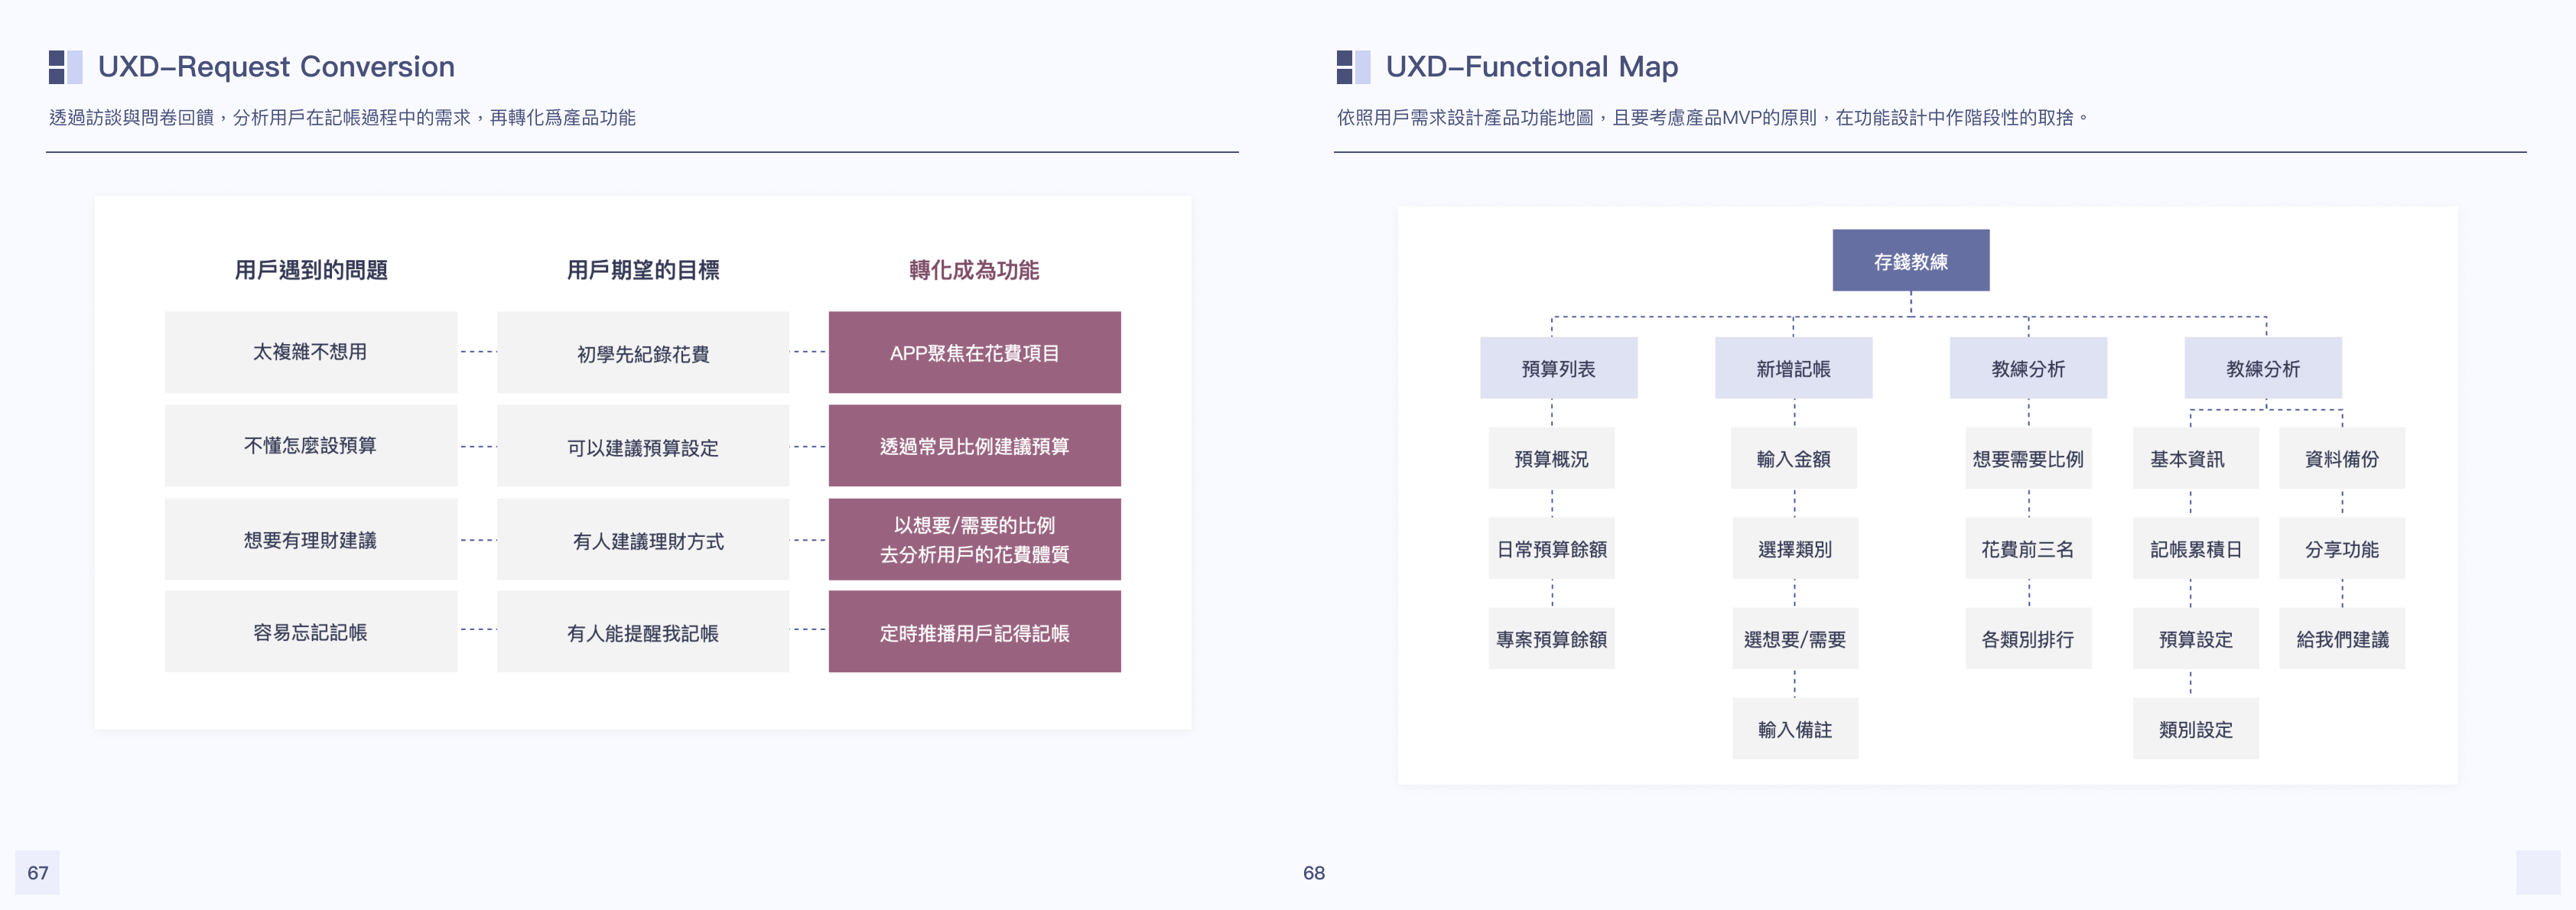 UXD–Request Conversion
透過訪談與問卷回饋，分析用戶在記帳過程中的需求，再轉化爲產品功能
用戶遇到的問題
用戶期望的目標
轉化成為功能
太複雜不想用
初學先紀錄花費
APP聚焦在花費項目
不懂怎麼設預算
可以建議預算設定
透過常見比例建議預算
想要有理財建議
有人建議理財方式
以想要/需要的比例
去分析用戶的花費體質
容易忘記記帳
有人能提醒我記帳
定時推播用戶記得記帳
67
UXD–Functional Map
依照用戶需求設計產品功能地圖，且要考慮產品MVP的原則，在功能設計中作階段性的取捨。
存錢教練
預算列表
新增記帳
教練分析
教練分析
預算概況
輸入金額
想要需要比例
基本資訊
資料備份
日常預算餘額
選擇類別
花費前三名
記帳累積日
分享功能
專案預算餘額
選想要/需要
各類別排行
預算設定
給我們建議
輸入備註
類別設定
68